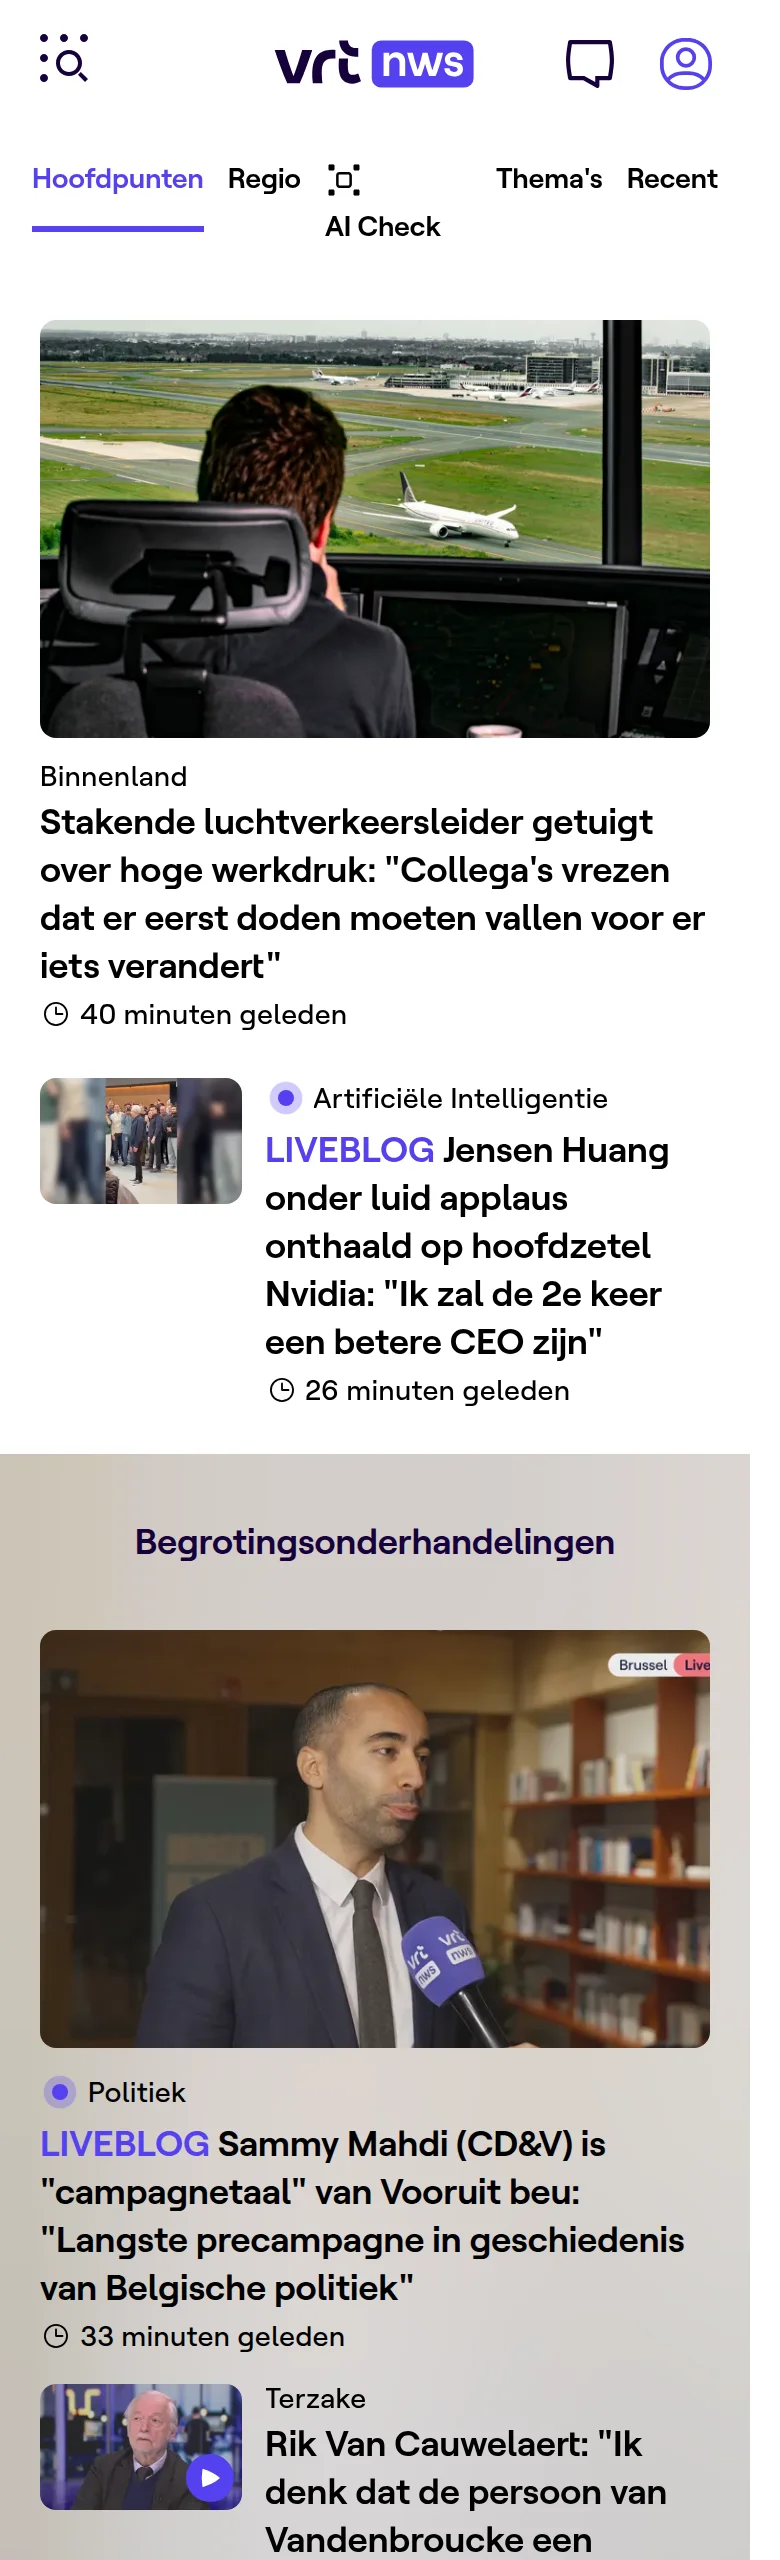 vrt nws
Hoofdpunten Regio AI Check Thema's Recent
Binnenland
Stakende luchtverkeersleider getuigt
over hoge werkdruk: "Collega's vrezen
dat er eerst doden moeten vallen voor er
iets verandert"
40 minuten geleden
Artificiële Intelligentie
LIVEBLOG Jensen Huang
onder luid applaus
onthaald op hoofdzetel
Nvidia: "Ik zal de 2e keer
een betere CEO zijn"
26 minuten geleden
Begrotingsonderhandelingen
Brussel Live
vrt nws vrt nws
Politiek
LIVEBLOG Sammy Mahdi (CD&V) is
"campagnetaal" van Vooruit beu:
"Langste precampagne in geschiedenis
van Belgische politiek"
33 minuten geleden
Terzake
Rik Van Cauwelaert: "Ik
denk dat de persoon van
Vandenbroucke een